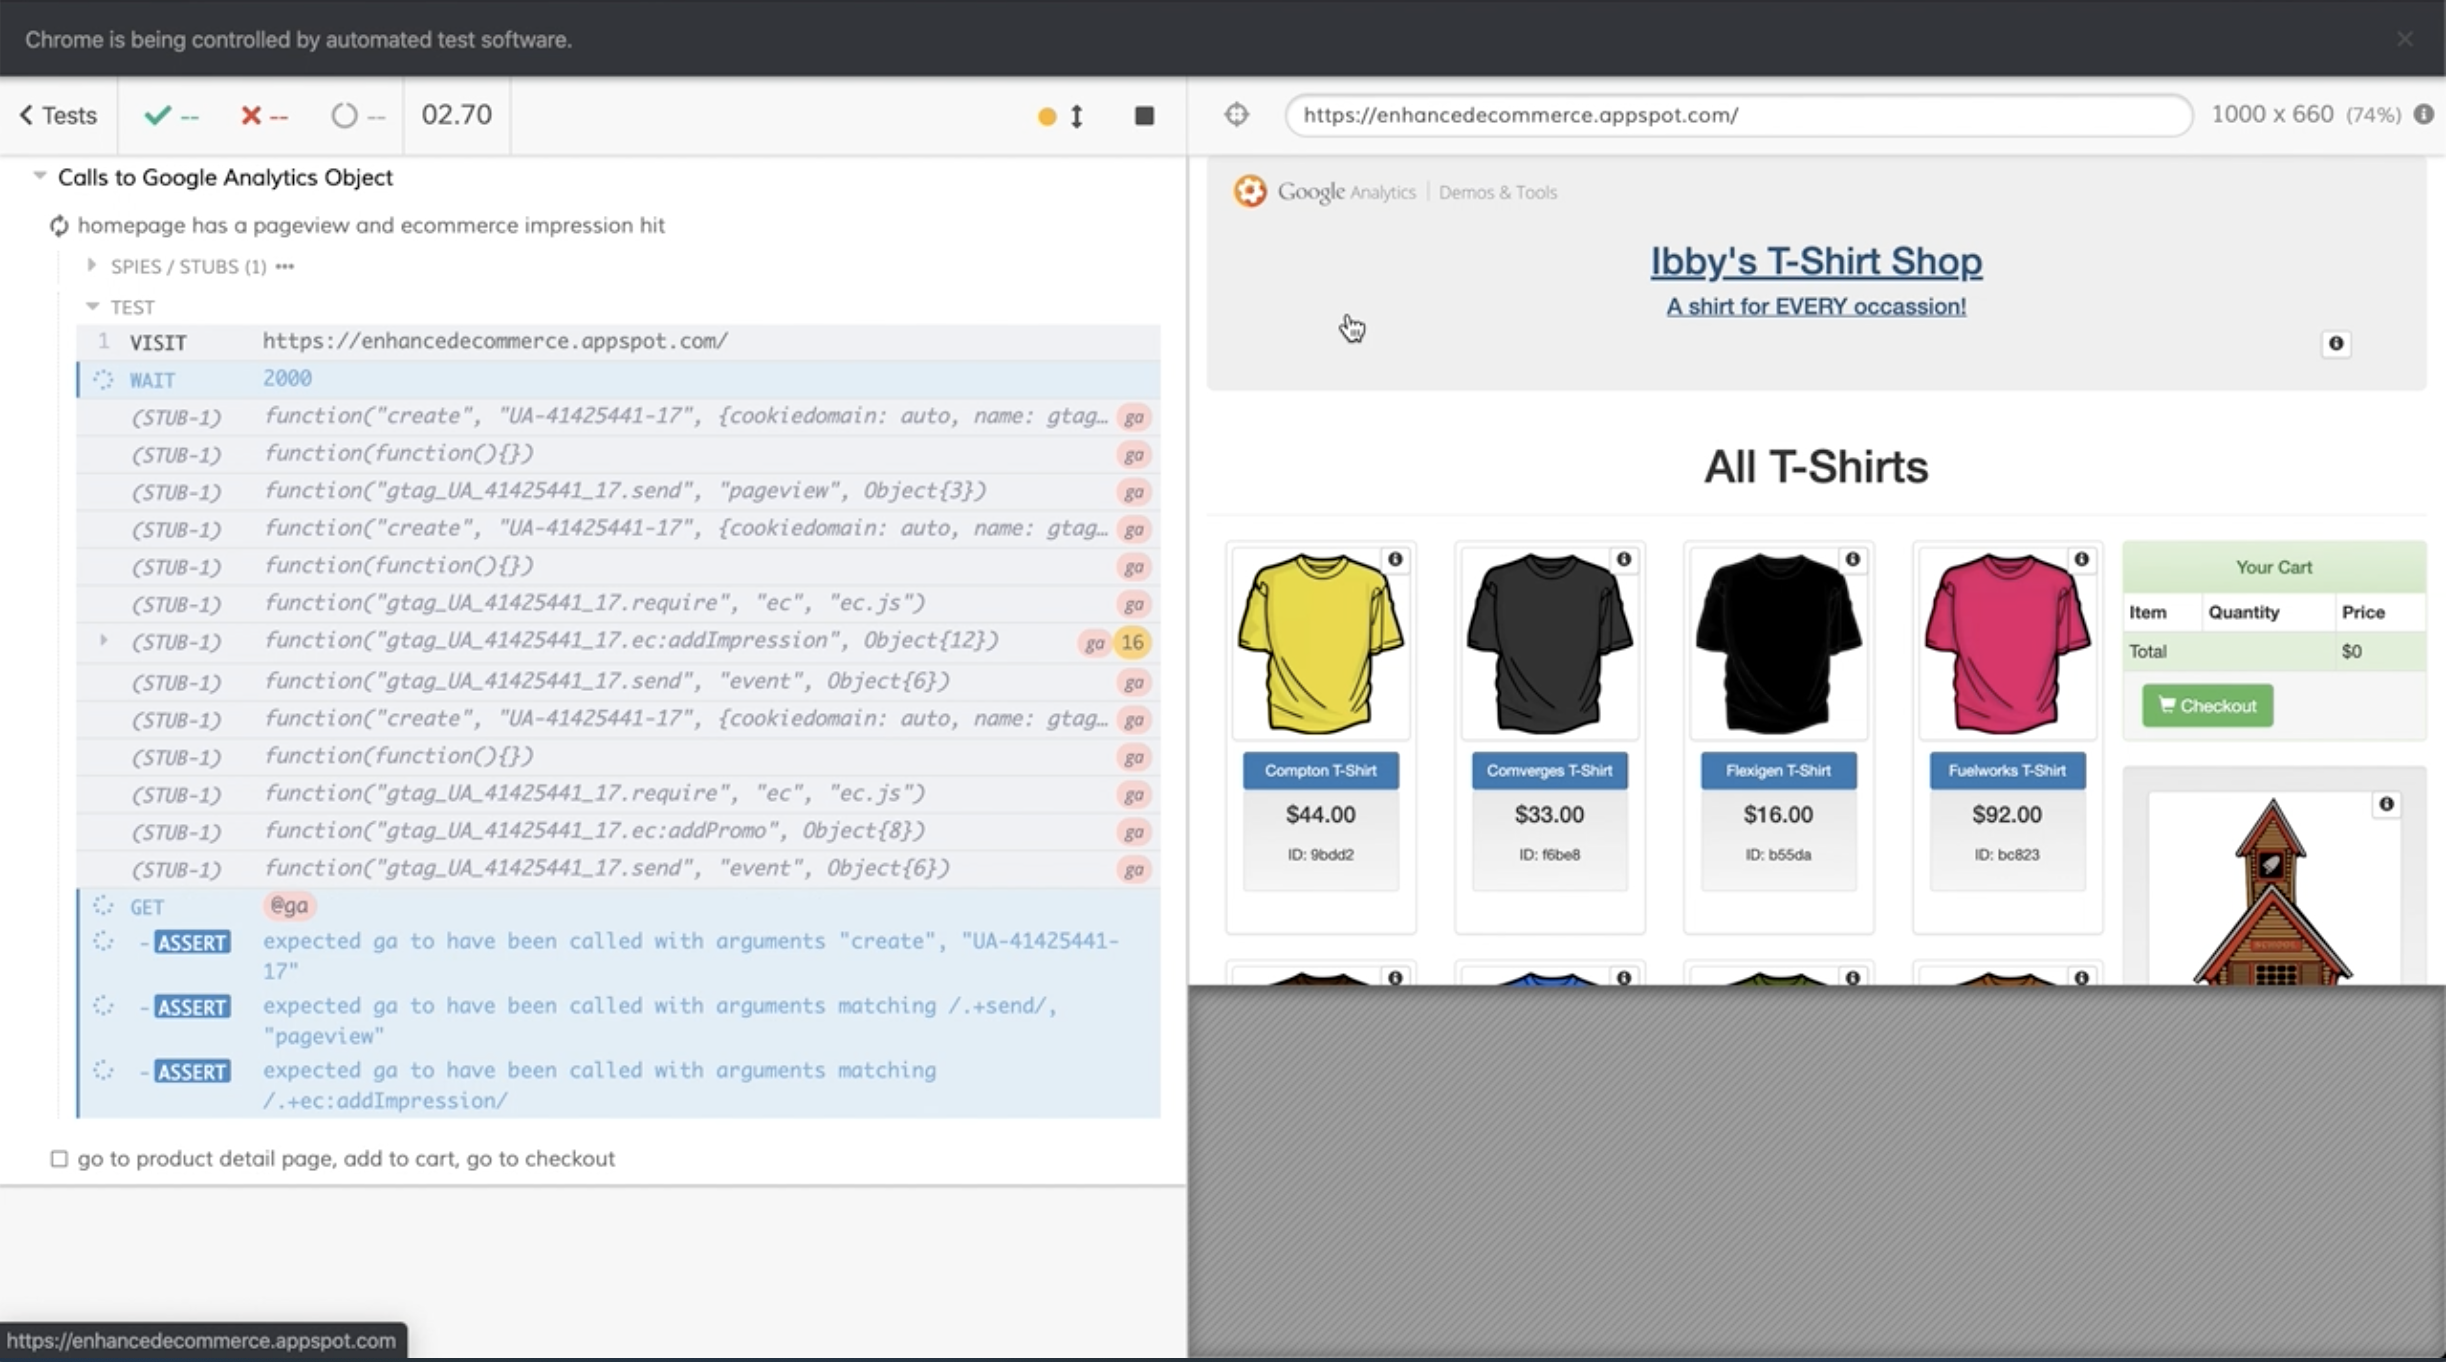 Chrome is being controlled by automated test software.
Tests
--
--
--
02.70
https://enhancedecommerce.appspot.com/
1000 x 660 (74%)
Calls to Google Analytics Object
homepage has a pageview and ecommerce impression hit
SPIES / STUBS (1) •••
TEST
1 VISIT https://enhancedecommerce.appspot.com/
WAIT 2000
(STUB-1) function("create", "UA-41425441-17", {cookiedomain: auto, name: gtag… ga
(STUB-1) function(function(){}) ga
(STUB-1) function("gtag_UA_41425441_17.send", "pageview", Object{3}) ga
(STUB-1) function("create", "UA-41425441-17", {cookiedomain: auto, name: gtag… ga
(STUB-1) function(function(){}) ga
(STUB-1) function("gtag_UA_41425441_17.require", "ec", "ec.js") ga
(STUB-1) function("gtag_UA_41425441_17.ec:addImpression", Object{12}) ga 16
(STUB-1) function("gtag_UA_41425441_17.send", "event", Object{6}) ga
(STUB-1) function("create", "UA-41425441-17", {cookiedomain: auto, name: gtag… ga
(STUB-1) function(function(){}) ga
(STUB-1) function("gtag_UA_41425441_17.require", "ec", "ec.js") ga
(STUB-1) function("gtag_UA_41425441_17.ec:addPromo", Object{8}) ga
(STUB-1) function("gtag_UA_41425441_17.send", "event", Object{6}) ga
GET @ga
-ASSERT expected ga to have been called with arguments "create", "UA-41425441-
17"
-ASSERT expected ga to have been called with arguments matching /.+send/,
"pageview"
-ASSERT expected ga to have been called with arguments matching
/.+ec:addImpression/
go to product detail page, add to cart, go to checkout
https://enhancedecommerce.appspot.com
Google Analytics | Demos & Tools
Ibby's T-Shirt Shop
A shirt for EVERY occassion!
All T-Shirts
Compton T-Shirt
$44.00
ID: 9bdd2
Comverges T-Shirt
$33.00
ID: f6be8
Flexigen T-Shirt
$16.00
ID: b55da
Fuelworks T-Shirt
$92.00
ID: bc823
Your Cart
Item Quantity Price
Total $0
Checkout
SCHOOL